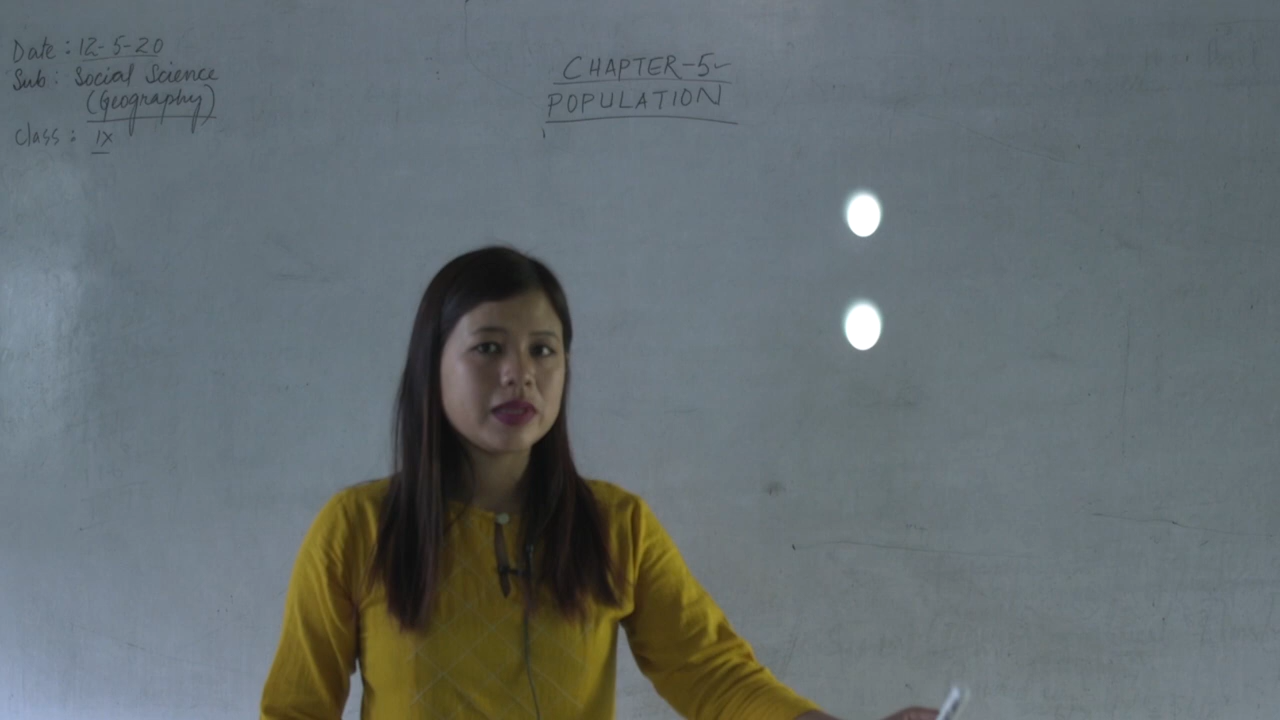 Date : 12-5-20
Sub : Social Science
(Geography)
Class : IX
CHAPTER-5
POPULATION